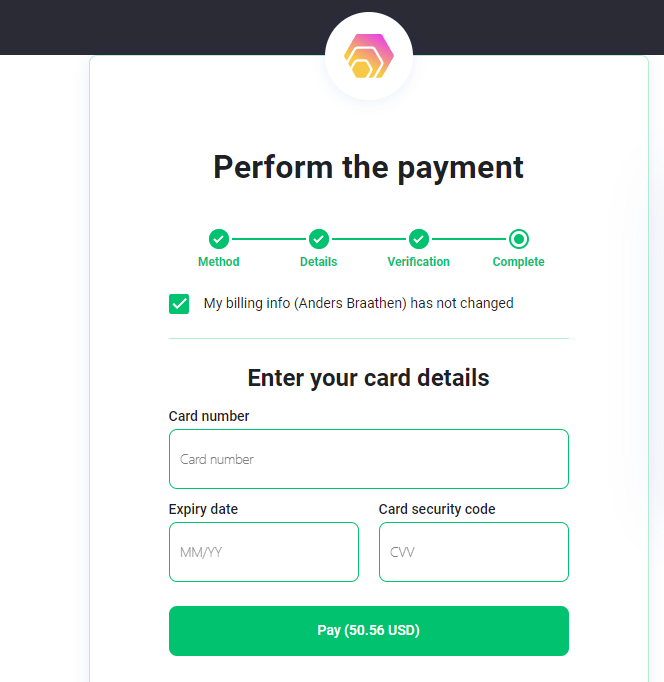 Perform the payment
Method Details Verification Complete
My billing info (Anders Braathen) has not changed
Enter your card details
Card number
Card number
Expiry date Card security code
MM/YY CVV
Pay (50.56 USD)